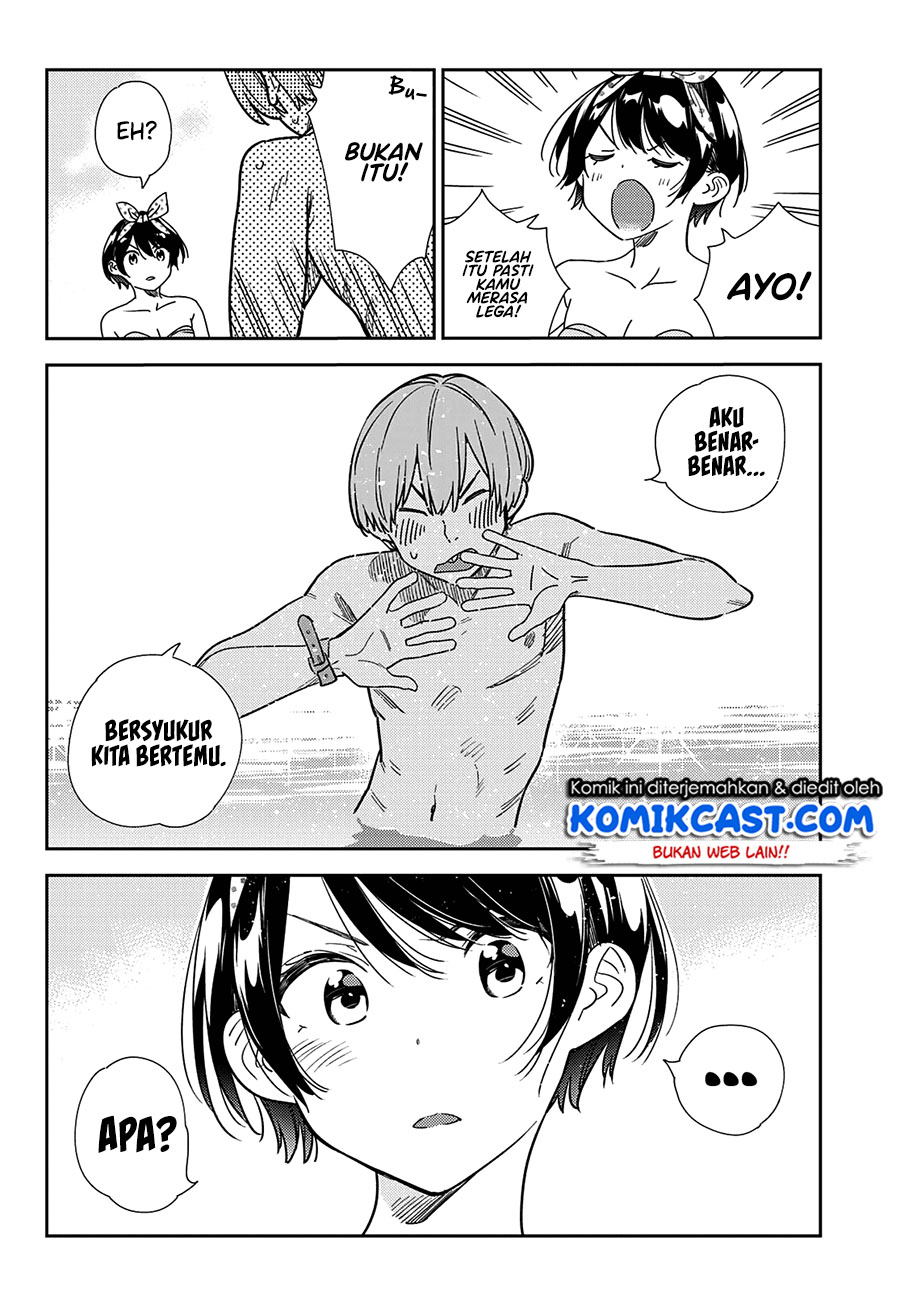 AYO!
SETELAH
ITU PASTI
KAMU
MERASA
LEGA!
Bu-
BUKAN
ITU!
EH?
AKU
BENAR-
BENAR...
BERSYUKUR
KITA BERTEMU.
Komik ini diterjemahkan & diedit oleh
KOMIKCAST.COM
BUKAN WEB LAIN!!
...
APA?